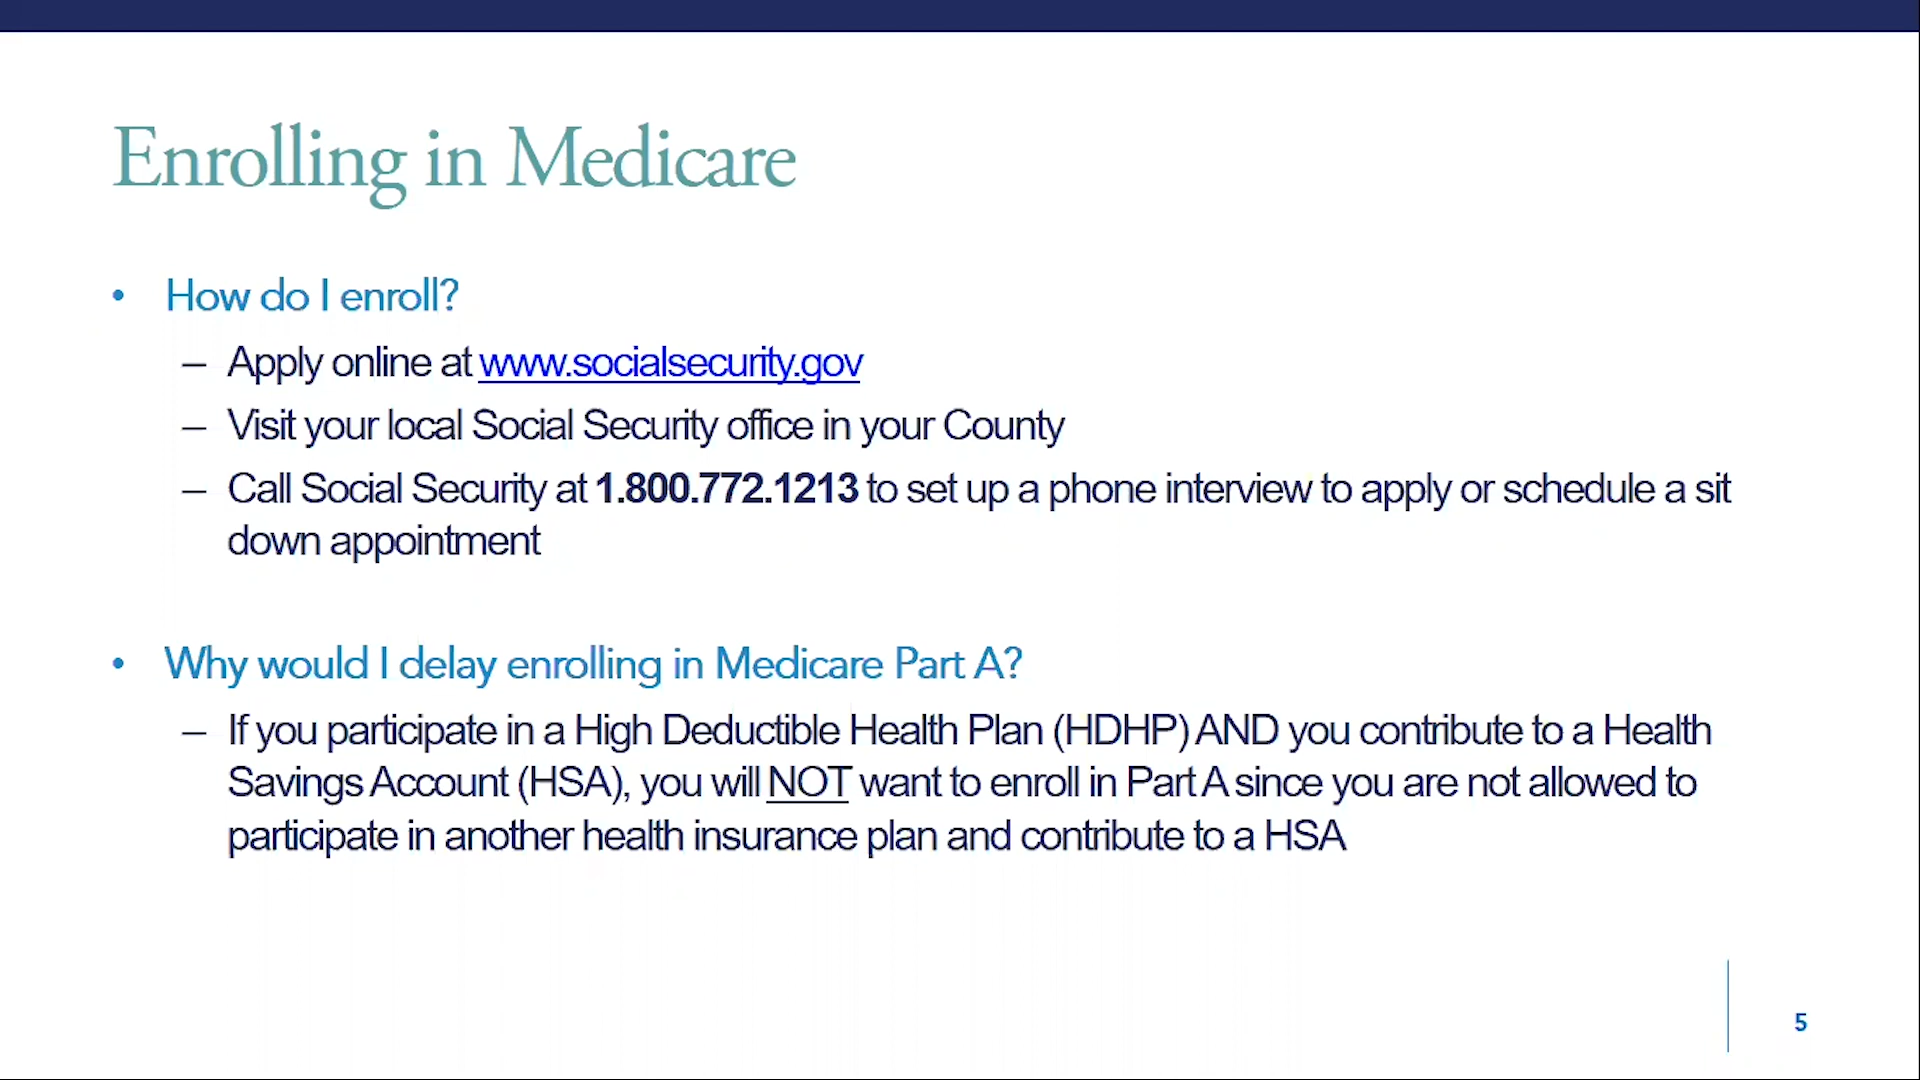 Enrolling in Medicare
• How do I enroll?
– Apply online at www.socialsecurity.gov
– Visit your local Social Security office in your County
– Call Social Security at 1.800.772.1213 to set up a phone interview to apply or schedule a sit
down appointment
• Why would I delay enrolling in Medicare Part A?
– If you participate in a High Deductible Health Plan (HDHP) AND you contribute to a Health
Savings Account (HSA), you will NOT want to enroll in Part A since you are not allowed to
participate in another health insurance plan and contribute to a HSA
5